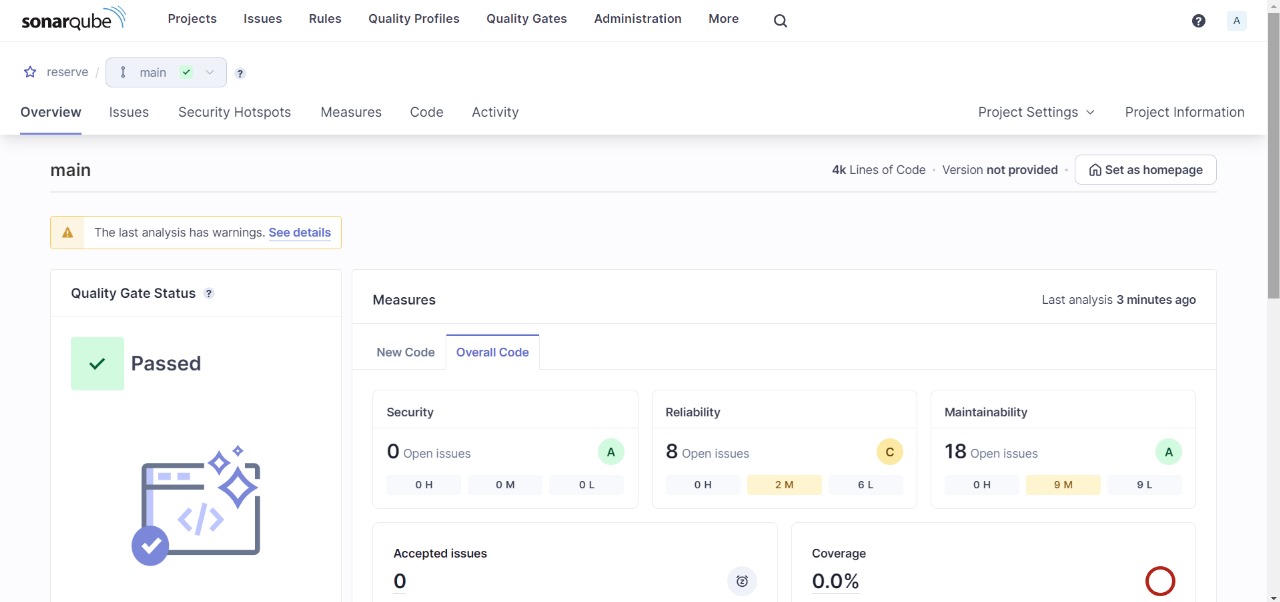 sonarqube Projects Issues Rules Quality Profiles Quality Gates Administration More ? A
reserve / main ?
Overview Issues Security Hotspots Measures Code Activity Project Settings Project Information
main 4k Lines of Code · Version not provided · Set as homepage
The last analysis has warnings. See details
Quality Gate Status ?
Passed
</>
Measures Last analysis 3 minutes ago
New Code Overall Code
Security
0 Open issues A
0 H 0 M 0 L
Reliability
8 Open issues C
0 H 2 M 6 L
Maintainability
18 Open issues A
0 H 9 M 9 L
Accepted issues
0
Coverage
0.0%